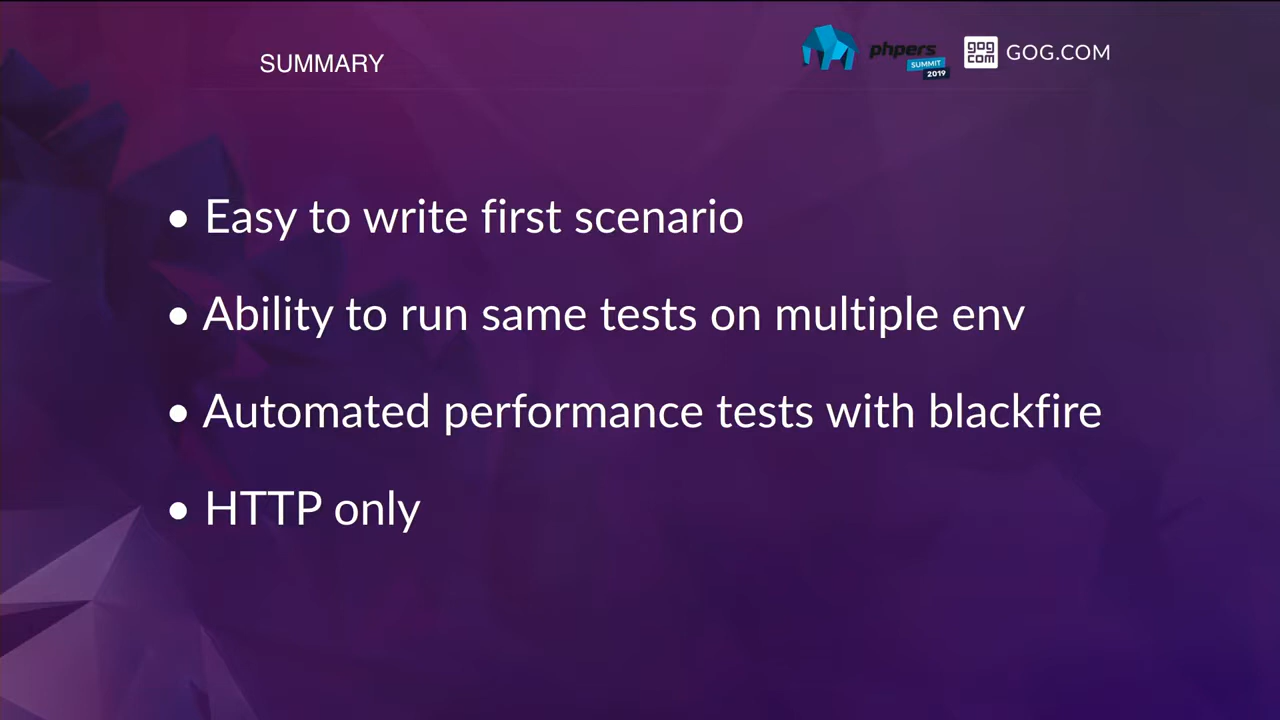 SUMMARY
phpers
SUMMIT
2019
gog
com
GOG.COM
• Easy to write first scenario
• Ability to run same tests on multiple env
• Automated performance tests with blackfire
• HTTP only